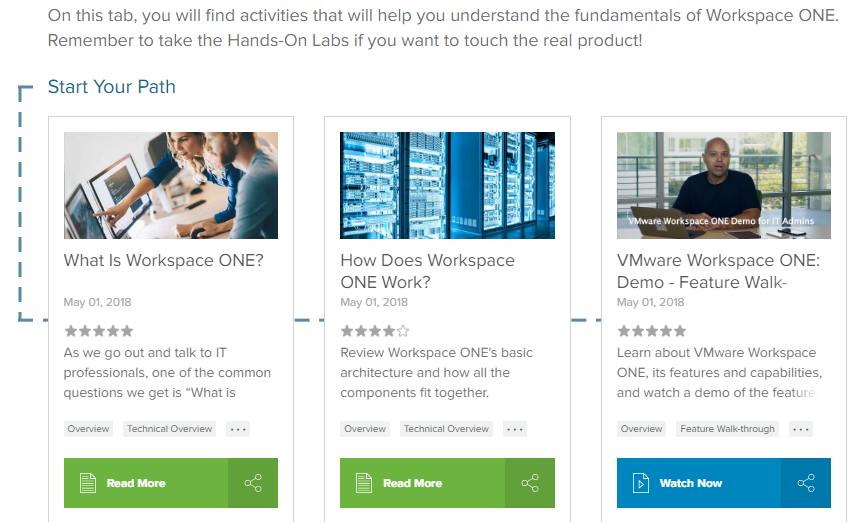 On this tab, you will find activities that will help you understand the fundamentals of Workspace ONE.
Remember to take the Hands-On Labs if you want to touch the real product!
Start Your Path
What Is Workspace ONE?
May 01, 2018
As we go out and talk to IT
professionals, one of the common
questions we get is “What is
Overview
Technical Overview
...
Read More
How Does Workspace
ONE Work?
May 01, 2018
Review Workspace ONE’s basic
architecture and how all the
components fit together.
Overview
Technical Overview
...
Read More
VMware Workspace ONE Demo for IT Admins
VMware Workspace ONE:
Demo - Feature Walk-
May 01, 2018
Learn about VMware Workspace
ONE, its features and capabilities,
and watch a demo of the feature
Overview
Feature Walk-through
...
Watch Now